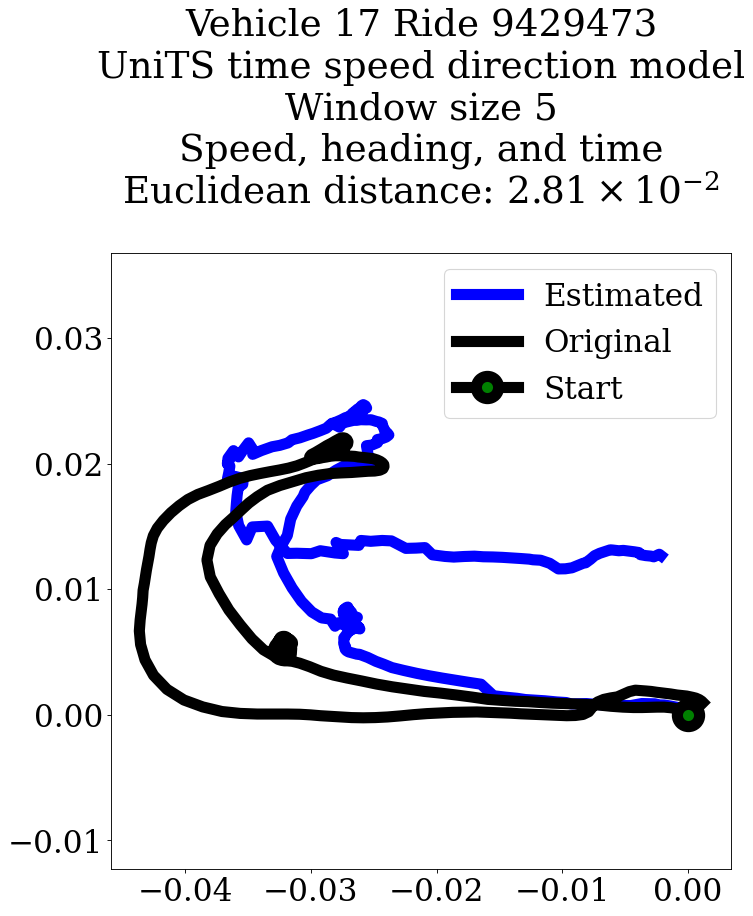 Vehicle 17 Ride 9429473
UniTS time speed direction model
Window size 5
Speed, heading, and time
Euclidean distance: 2.81 × 10⁻²
Estimated
Original
Start
0.03
0.02
0.01
0.00
−0.01
−0.04 −0.03 −0.02 −0.01 0.00